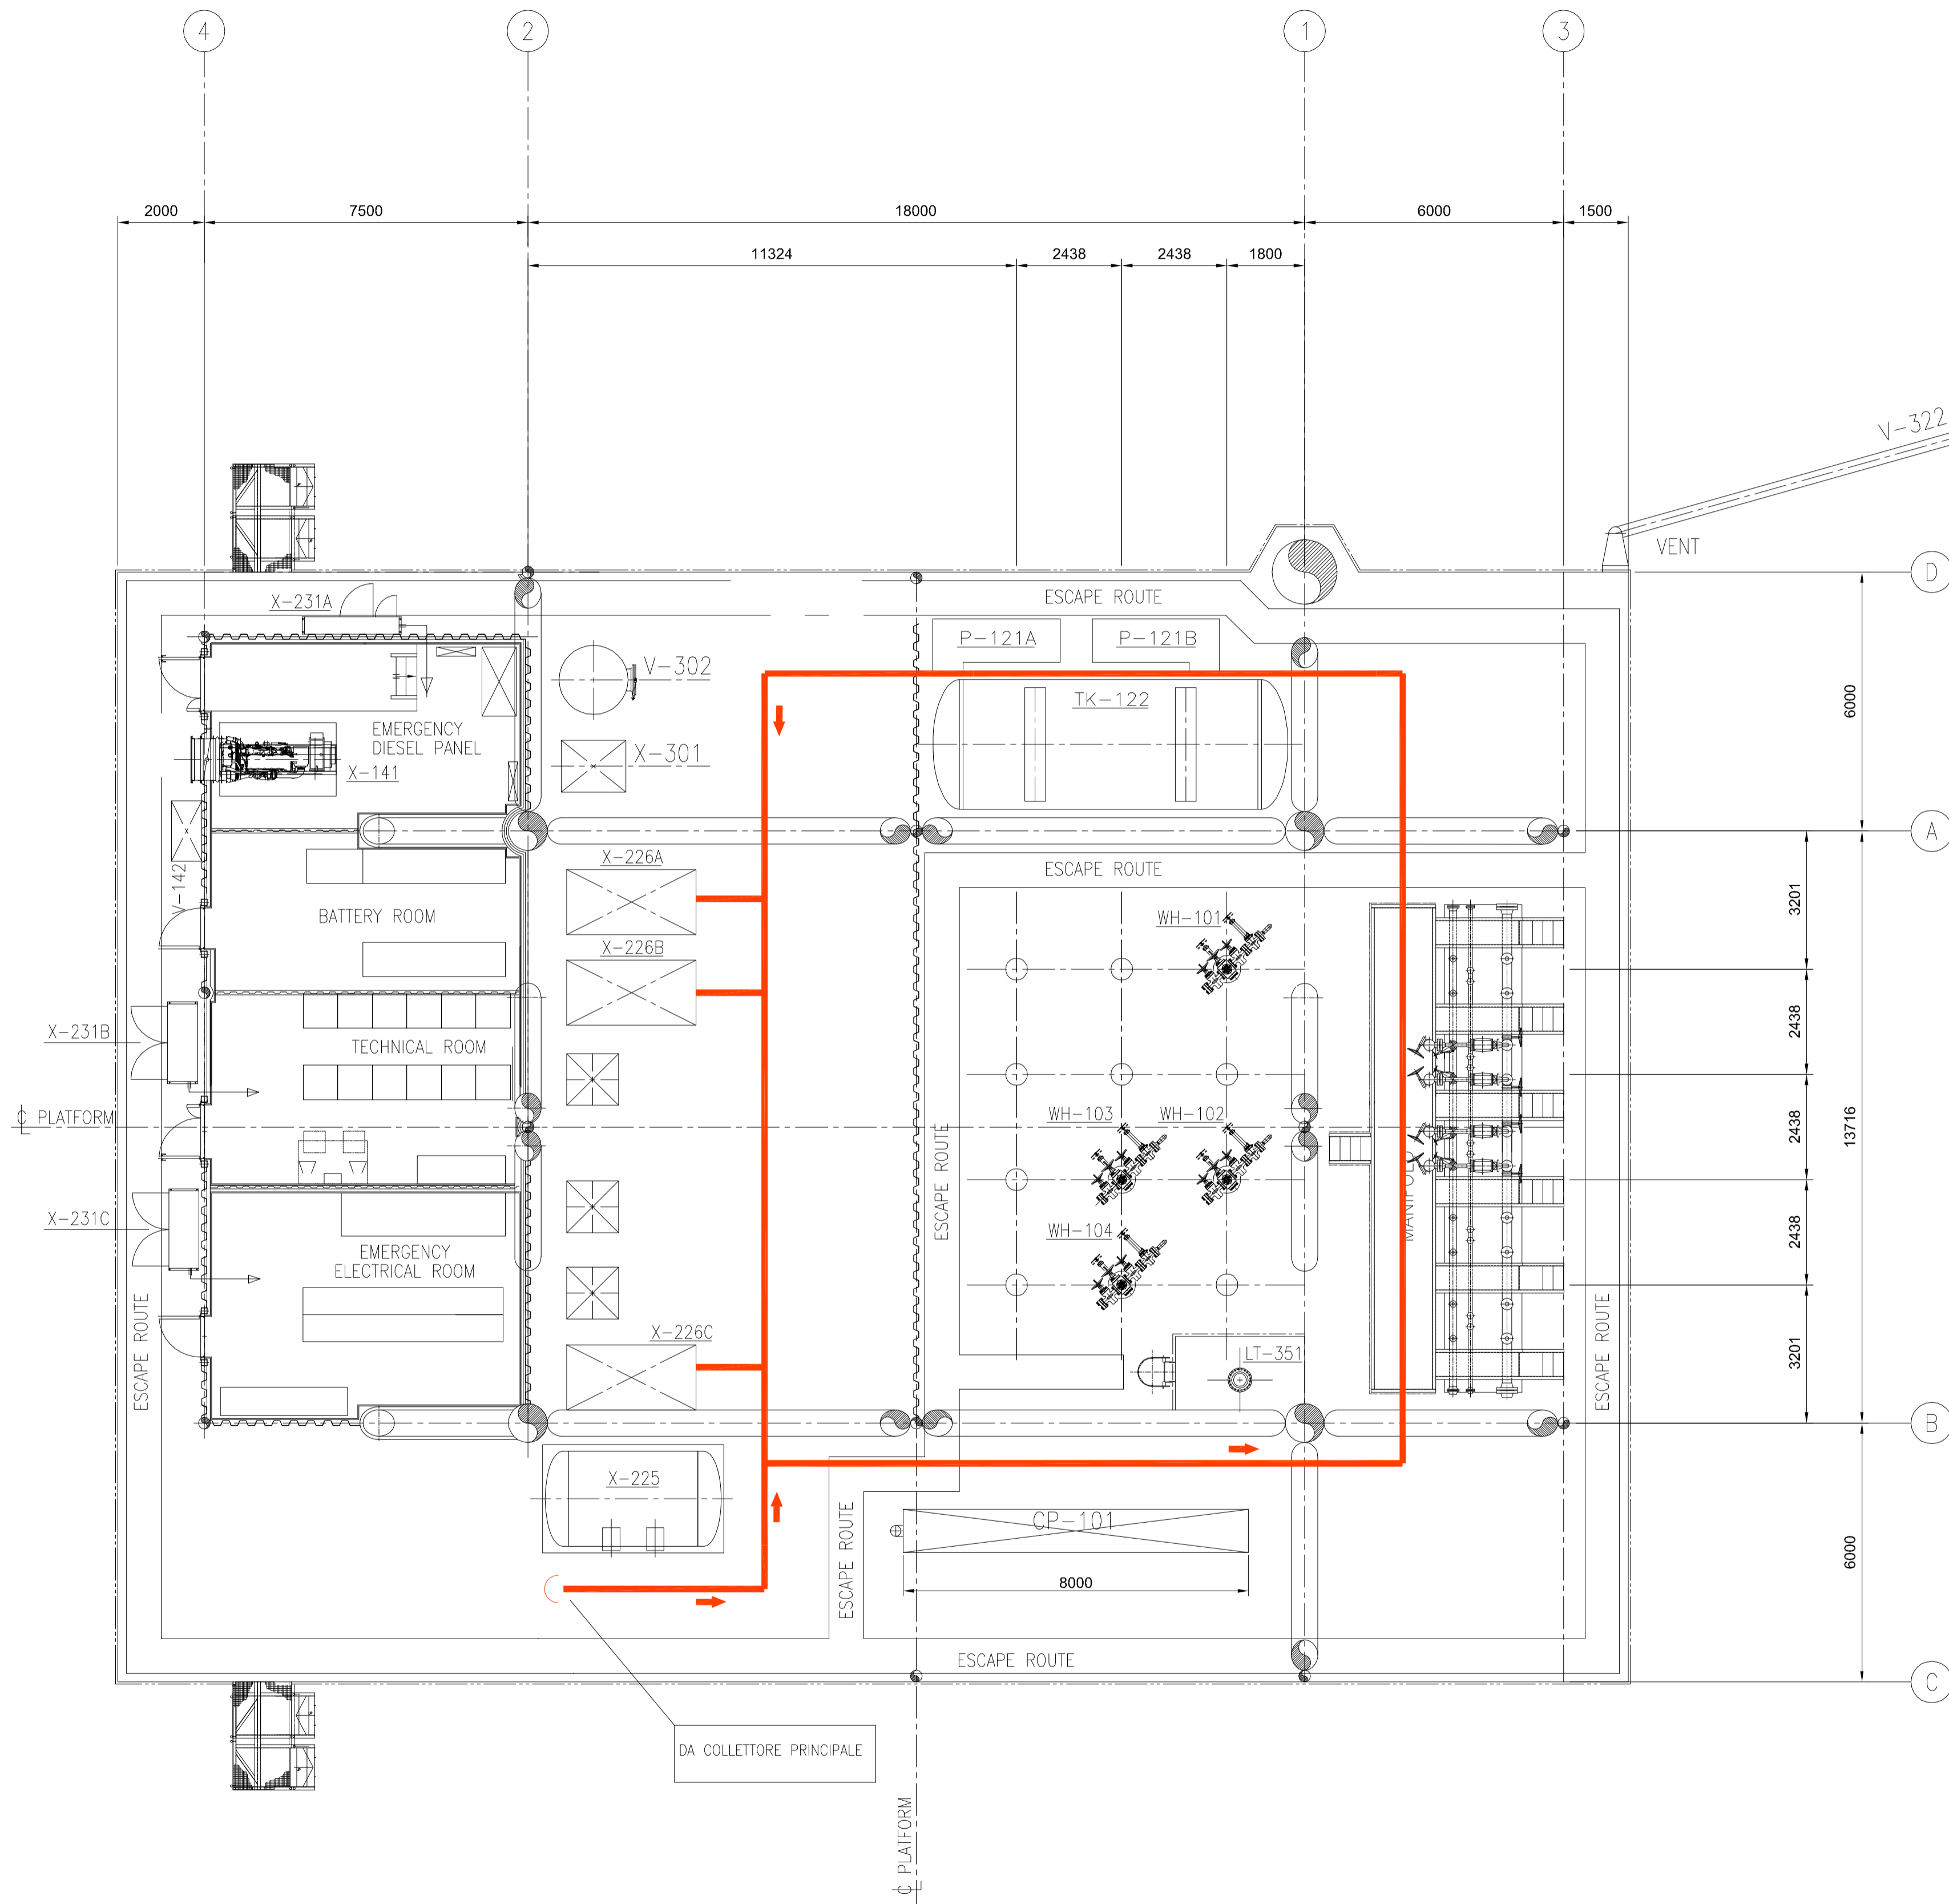 4
2
1
3
2000
7500
18000
6000
1500
11324
2438
2438
1800
V-322
VENT
D
X-231A
ESCAPE ROUTE
P-121A
P-121B
V-302
TK-122
6000
EMERGENCY
DIESEL PANEL
X-141
X-301
A
V-142
X-226A
ESCAPE ROUTE
BATTERY ROOM
WH-101
3201
X-226B
X-231B
TECHNICAL ROOM
2438
℄ PLATFORM
WH-103
WH-102
2438
13716
ESCAPE ROUTE
MANIFOLD
X-231C
EMERGENCY
ELECTRICAL ROOM
WH-104
2438
ESCAPE ROUTE
X-226C
LT-351
ESCAPE ROUTE
3201
B
X-225
ESCAPE ROUTE
CP-101
8000
6000
ESCAPE ROUTE
C
DA COLLETTORE PRINCIPALE
℄ PLATFORM